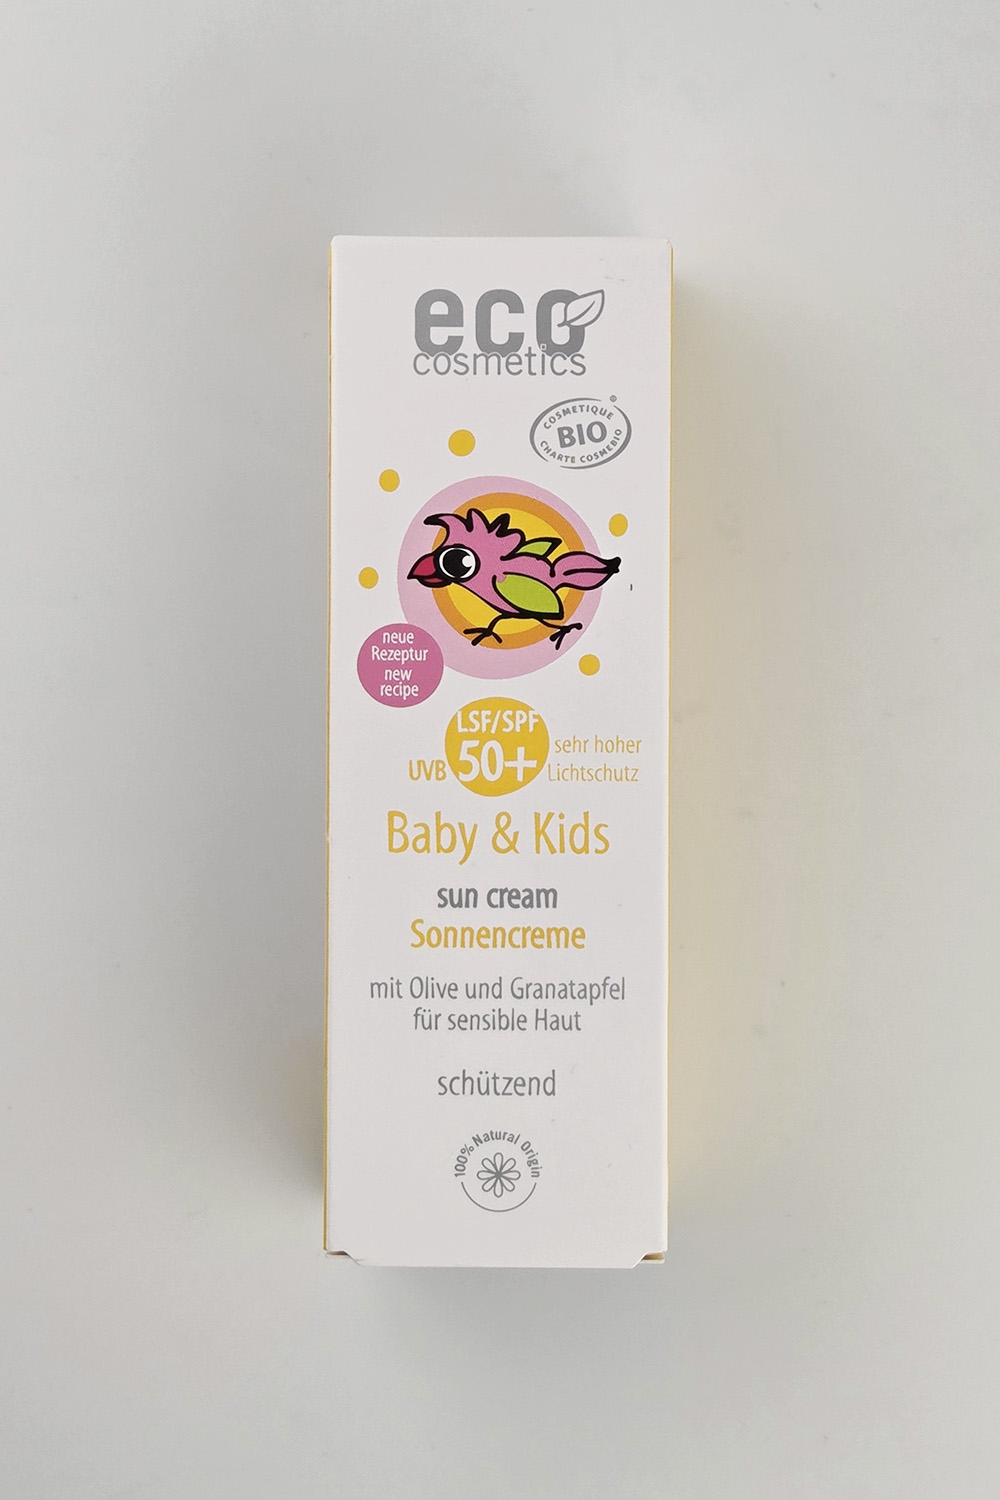 eco
cosmetics
COSMETIQUE
®
BIO
CHARTE COSMEBIO
neue
Rezeptur
new
recipe
LSF/SPF
UVB 50+
sehr hoher
Lichtschutz
Baby & Kids
sun cream
Sonnencreme
mit Olive und Granatapfel
für sensible Haut
schützend
100% Natural Origin